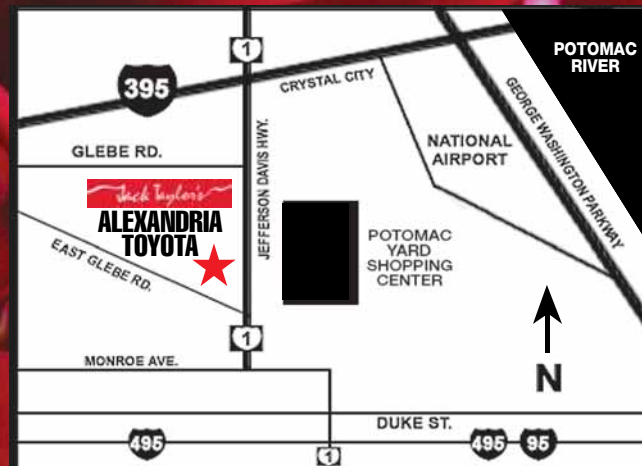 1
POTOMAC
RIVER
395
CRYSTAL CITY
GEORGE WASHINGTON PARKWAY
GLEBE RD.
NATIONAL
AIRPORT
Jack Taylor's
ALEXANDRIA
TOYOTA
JEFFERSON DAVIS HWY.
EAST GLEBE RD.
POTOMAC
YARD
SHOPPING
CENTER
1
MONROE AVE.
N
DUKE ST.
495
1
495
95